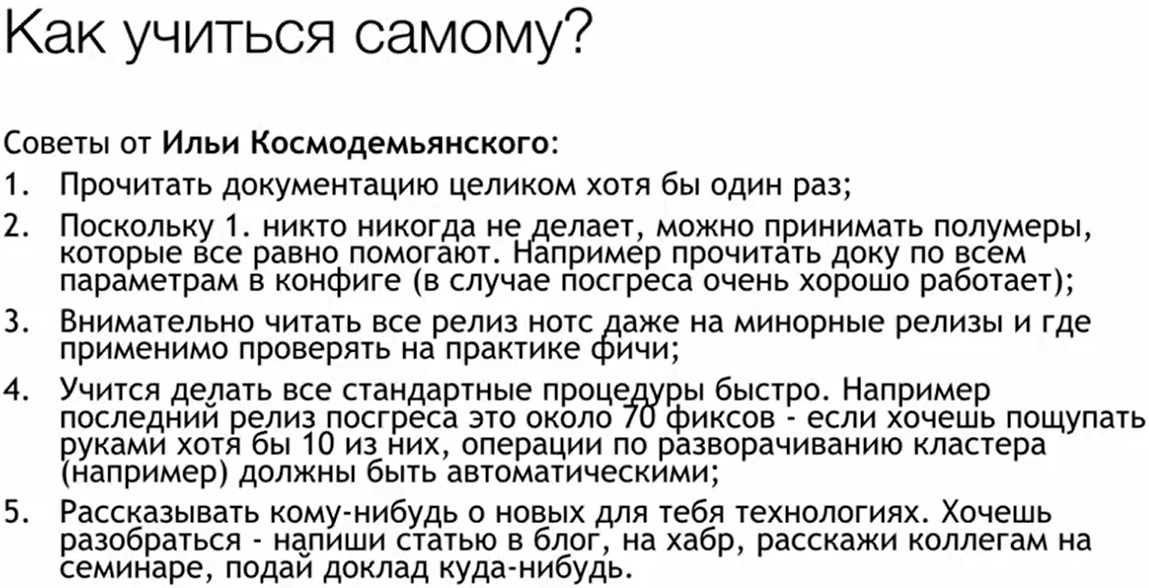 Как учиться самому?
Советы от Ильи Космодемьянского:
1. Прочитать документацию целиком хотя бы один раз;
2. Поскольку 1. никто никогда не делает, можно принимать полумеры,
которые все равно помогают. Например прочитать доку по всем
параметрам в конфиге (в случае посгреса очень хорошо работает);
3. Внимательно читать все релиз нотс даже на минорные релизы и где
применимо проверять на практике фичи;
4. Учится делать все стандартные процедуры быстро. Например
последний релиз посгреса это около 70 фиксов - если хочешь пощупать
руками хотя бы 10 из них, операции по разворачиванию кластера
(например) должны быть автоматическими;
5. Рассказывать кому-нибудь о новых для тебя технологиях. Хочешь
разобраться - напиши статью в блог, на хабр, расскажи коллегам на
семинаре, подай доклад куда-нибудь.